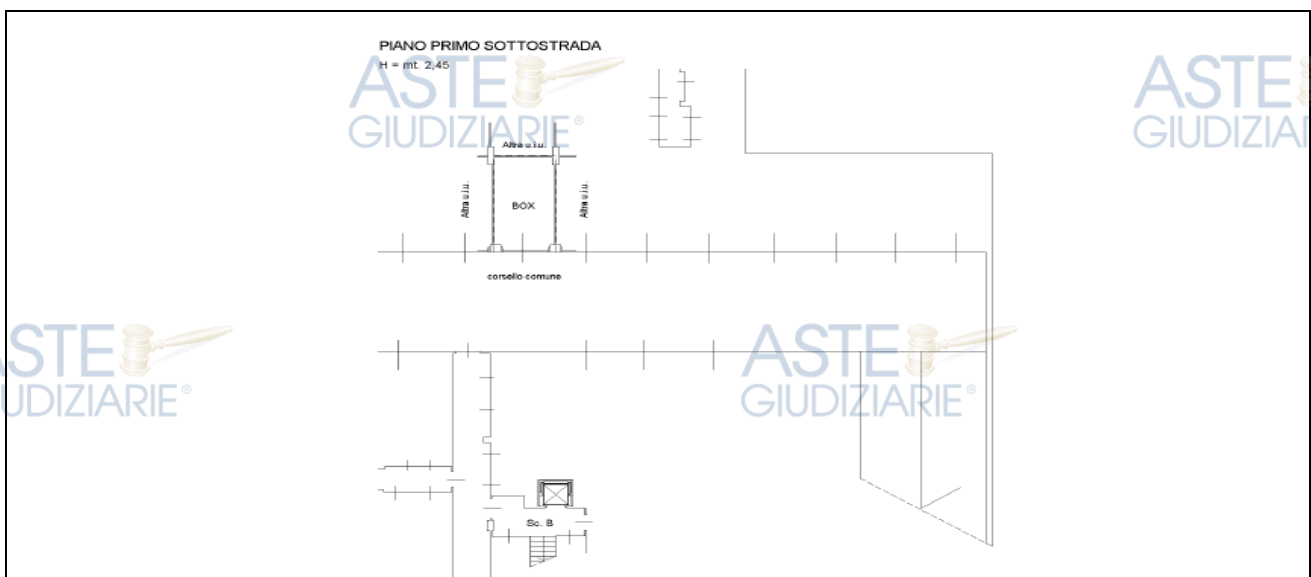 PIANO PRIMO SOTTOSTRADA
H = mt. 2,45
ASTE
GIUDIZIARIE®
ASTE
GIUDIZIAR
Altra u.i.u.
Altra u.i.u.
BOX
Altra u.i.u.
corsello comune
ASTE
GIUDIZIARIE®
ASTE
GIUDIZIARIE®
Sc. B